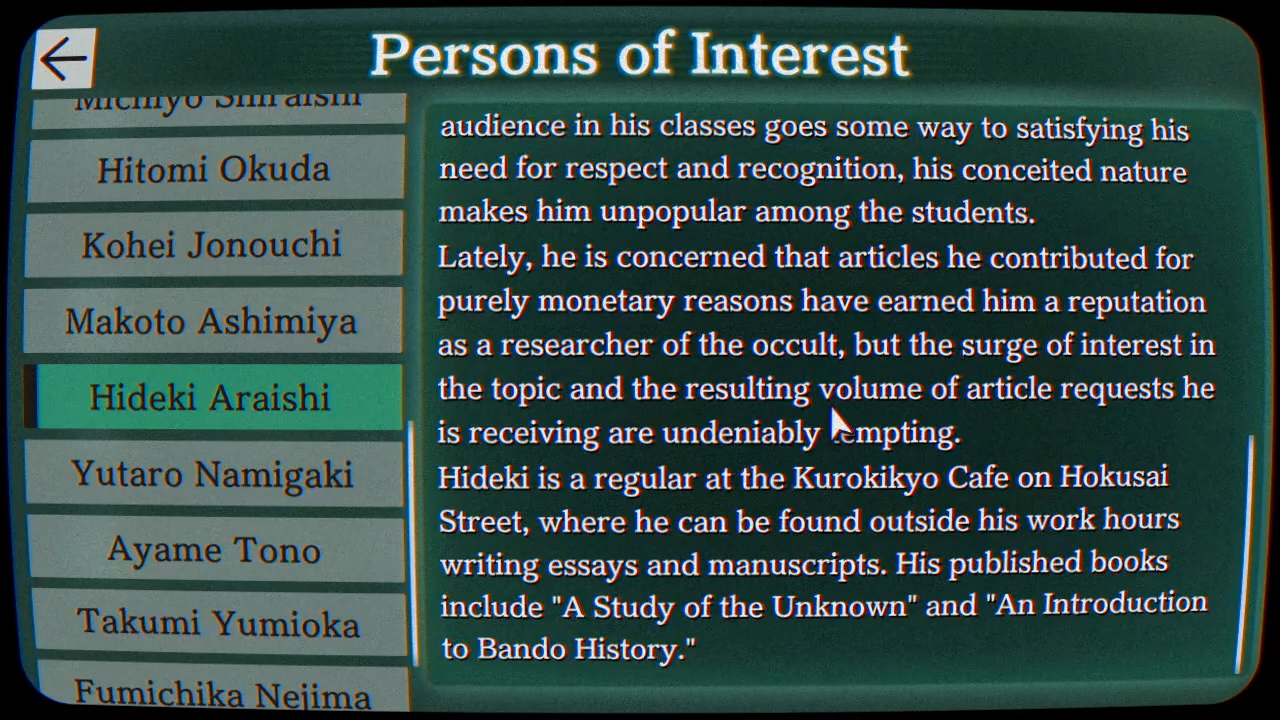 Persons of Interest
Michiyo Shiraishi
Hitomi Okuda
Kohei Jonouchi
Makoto Ashimiya
Hideki Araishi
Yutaro Namigaki
Ayame Tono
Takumi Yumioka
Fumichika Nejima
audience in his classes goes some way to satisfying his
need for respect and recognition, his conceited nature
makes him unpopular among the students.
Lately, he is concerned that articles he contributed for
purely monetary reasons have earned him a reputation
as a researcher of the occult, but the surge of interest in
the topic and the resulting volume of article requests he
is receiving are undeniably tempting.
Hideki is a regular at the Kurokikyo Cafe on Hokusai
Street, where he can be found outside his work hours
writing essays and manuscripts. His published books
include "A Study of the Unknown" and "An Introduction
to Bando History."